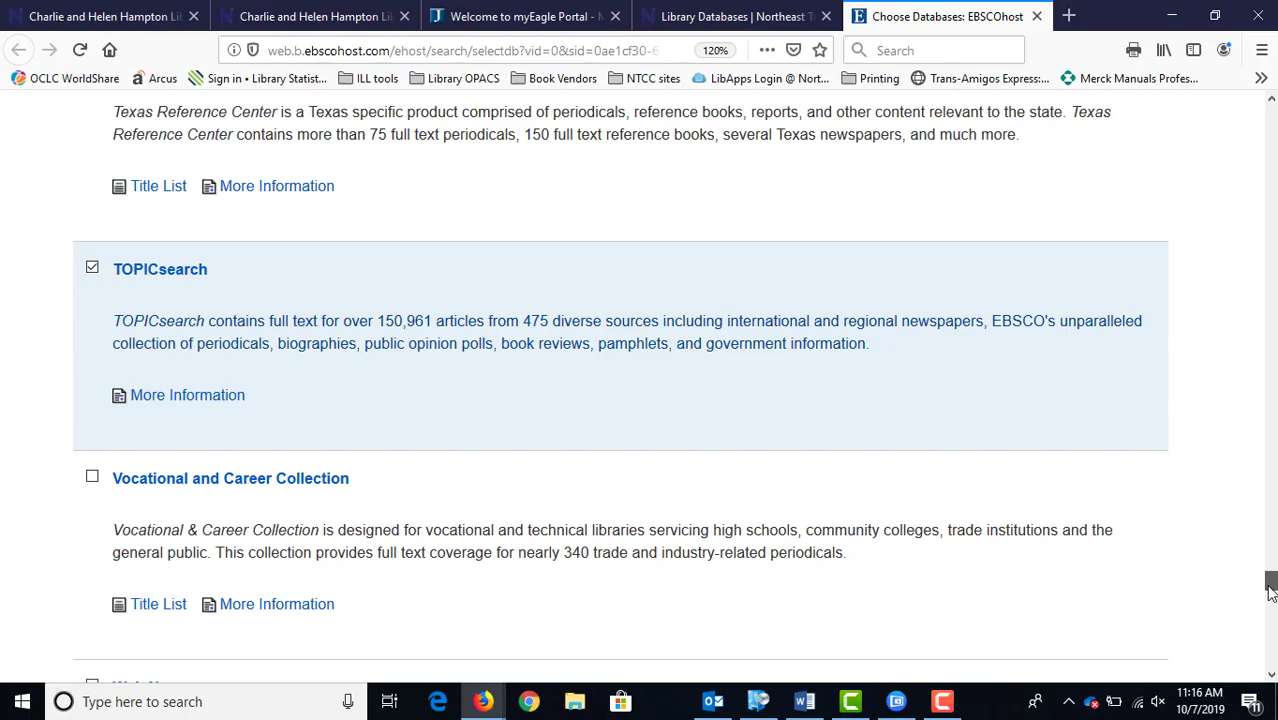 Charlie and Helen Hampton Li
Charlie and Helen Hampton Li
Welcome to myEagle Portal -
Library Databases | Northeast T
Choose Databases: EBSCOhost
web.b.ebscohost.com/ehost/search/selectdb?vid=0&sid=0ae1cf30-6
120%
Search
OCLC WorldShare
Arcus
Sign in • Library Statist...
ILL tools
Library OPACS
Book Vendors
NTCC sites
LibApps Login @ Nort...
Printing
Trans-Amigos Express:...
Merck Manuals Profes...
Texas Reference Center is a Texas specific product comprised of periodicals, reference books, reports, and other content relevant to the state. Texas
Reference Center contains more than 75 full text periodicals, 150 full text reference books, several Texas newspapers, and much more.
Title List More Information
TOPICsearch
TOPICsearch contains full text for over 150,961 articles from 475 diverse sources including international and regional newspapers, EBSCO's unparalleled
collection of periodicals, biographies, public opinion polls, book reviews, pamphlets, and government information.
More Information
Vocational and Career Collection
Vocational & Career Collection is designed for vocational and technical libraries servicing high schools, community colleges, trade institutions and the
general public. This collection provides full text coverage for nearly 340 trade and industry-related periodicals.
Title List More Information
Type here to search
11:16 AM
10/7/2019